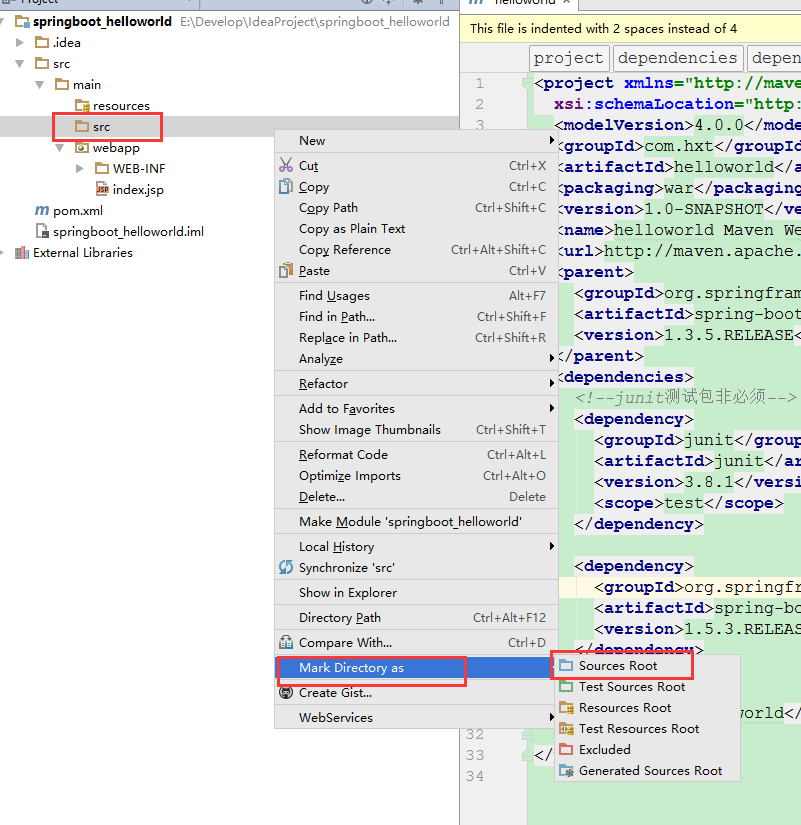 Project
springboot_helloworld E:\Develop\IdeaProject\springboot_helloworld
.idea
src
main
resources
src
webapp
WEB-INF
index.jsp
pom.xml
springboot_helloworld.iml
External Libraries
New
Cut Ctrl+X
Copy Ctrl+C
Copy Path Ctrl+Shift+C
Copy as Plain Text
Copy Reference Ctrl+Alt+Shift+C
Paste Ctrl+V
Find Usages Alt+F7
Find in Path... Ctrl+Shift+F
Replace in Path... Ctrl+Shift+R
Analyze
Refactor
Add to Favorites
Show Image Thumbnails Ctrl+Shift+T
Reformat Code Ctrl+Alt+L
Optimize Imports Ctrl+Alt+O
Delete... Delete
Make Module 'springboot_helloworld'
Local History
Synchronize 'src'
Show in Explorer
Directory Path Ctrl+Alt+F12
Compare With... Ctrl+D
Mark Directory as
Create Gist...
WebServices
Sources Root
Test Sources Root
Resources Root
Test Resources Root
Excluded
Generated Sources Root
helloworld
This file is indented with 2 spaces instead of 4
project dependencies depen
1 <project xmlns="http://mave
2 xsi:schemaLocation="http:
3 <modelVersion>4.0.0</mode
<groupId>com.hxt</groupId
<artifactId>helloworld</a
<packaging>war</packaging
<version>1.0-SNAPSHOT</ve
<name>helloworld Maven We
<url>http://maven.apache.
<parent>
<groupId>org.springfram
<artifactId>spring-boot
<version>1.3.5.RELEASE<
</parent>
<dependencies>
<!--junit测试包非必须-->
<dependency>
<groupId>junit</group
<artifactId>junit</ar
<version>3.8.1</versi
<scope>test</scope>
</dependency>
<dependency>
<groupId>org.springfr
<artifactId>spring-bo
<version>1.5.3.RELEAS
</dependency>
world</
32
33 </
34